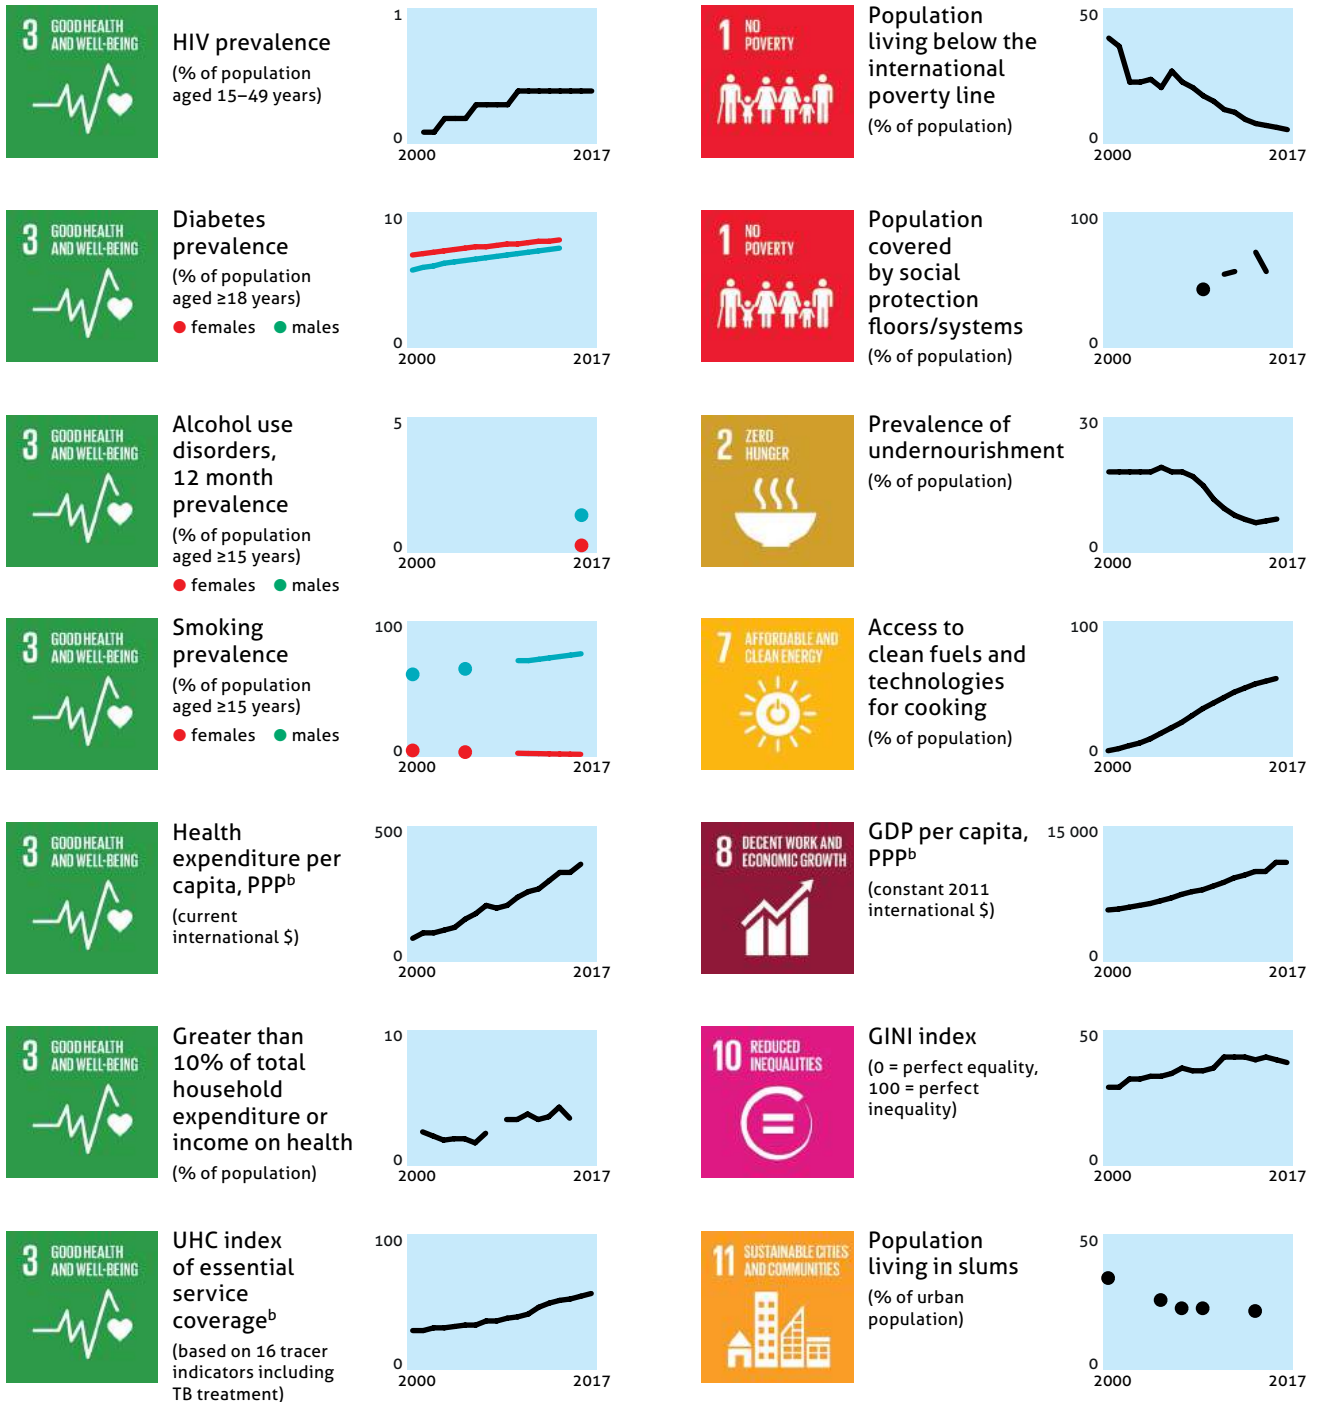 3 GOOD HEALTH
AND WELL-BEING
HIV prevalence
(% of population
aged 15–49 years)
1
0
2000 2017
3 GOOD HEALTH
AND WELL-BEING
Diabetes
prevalence
(% of population
aged ≥18 years)
females males
10
0
2000 2017
3 GOOD HEALTH
AND WELL-BEING
Alcohol use
disorders,
12 month
prevalence
(% of population
aged ≥15 years)
females males
5
0
2000 2017
3 GOOD HEALTH
AND WELL-BEING
Smoking
prevalence
(% of population
aged ≥15 years)
females males
100
0
2000 2017
3 GOOD HEALTH
AND WELL-BEING
Health
expenditure per
capita, PPPᵇ
(current
international $)
500
0
2000 2017
3 GOOD HEALTH
AND WELL-BEING
Greater than
10% of total
household
expenditure or
income on health
(% of population)
10
0
2000 2017
3 GOOD HEALTH
AND WELL-BEING
UHC index
of essential
service
coverageᵇ
(based on 16 tracer
indicators including
TB treatment)
100
0
2000 2017
1 NO
POVERTY
Population
living below the
international
poverty line
(% of population)
50
0
2000 2017
1 NO
POVERTY
Population
covered
by social
protection
floors/systems
(% of population)
100
0
2000 2017
2 ZERO
HUNGER
Prevalence of
undernourishment
(% of population)
30
0
2000 2017
7 AFFORDABLE AND
CLEAN ENERGY
Access to
clean fuels and
technologies
for cooking
(% of population)
100
0
2000 2017
8 DECENT WORK AND
ECONOMIC GROWTH
GDP per capita,
PPPᵇ
(constant 2011
international $)
15 000
0
2000 2017
10 REDUCED
INEQUALITIES
GINI index
(0 = perfect equality,
100 = perfect
inequality)
50
0
2000 2017
11 SUSTAINABLE CITIES
AND COMMUNITIES
Population
living in slums
(% of urban
population)
50
0
2000 2017